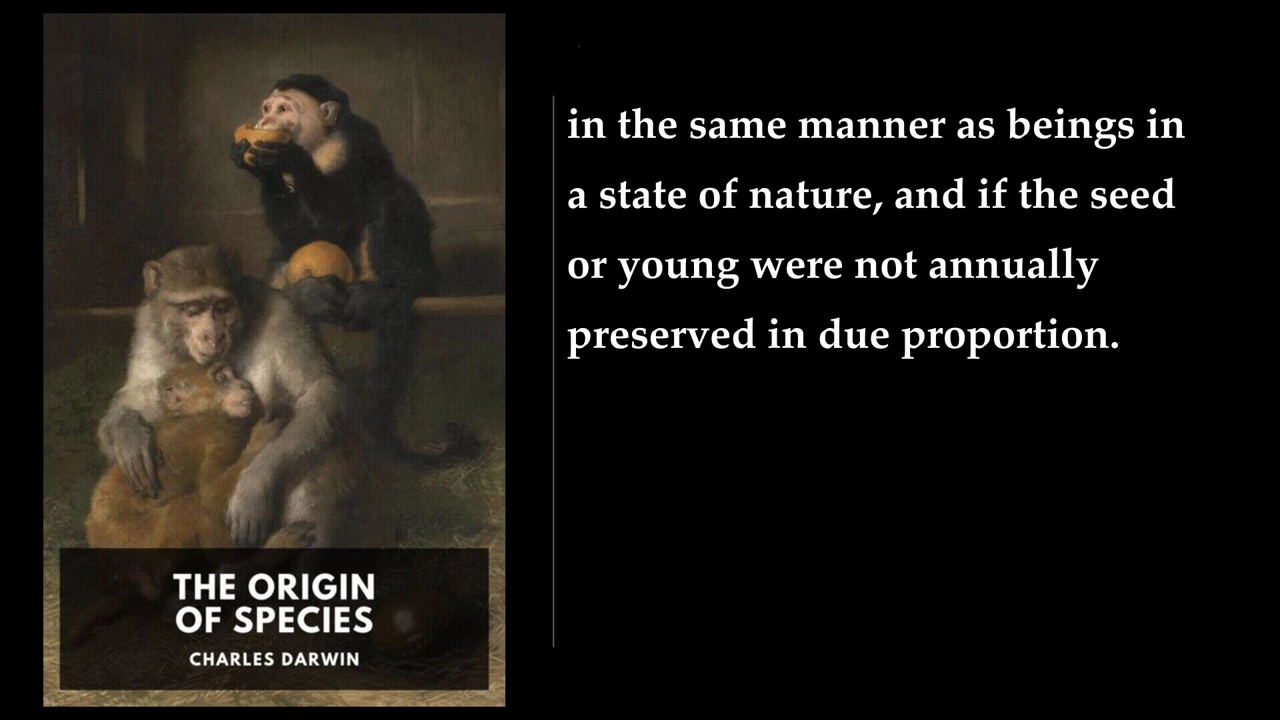 in the same manner as beings in
a state of nature, and if the seed
or young were not annually
preserved in due proportion.
THE ORIGIN
OF SPECIES
CHARLES DARWIN